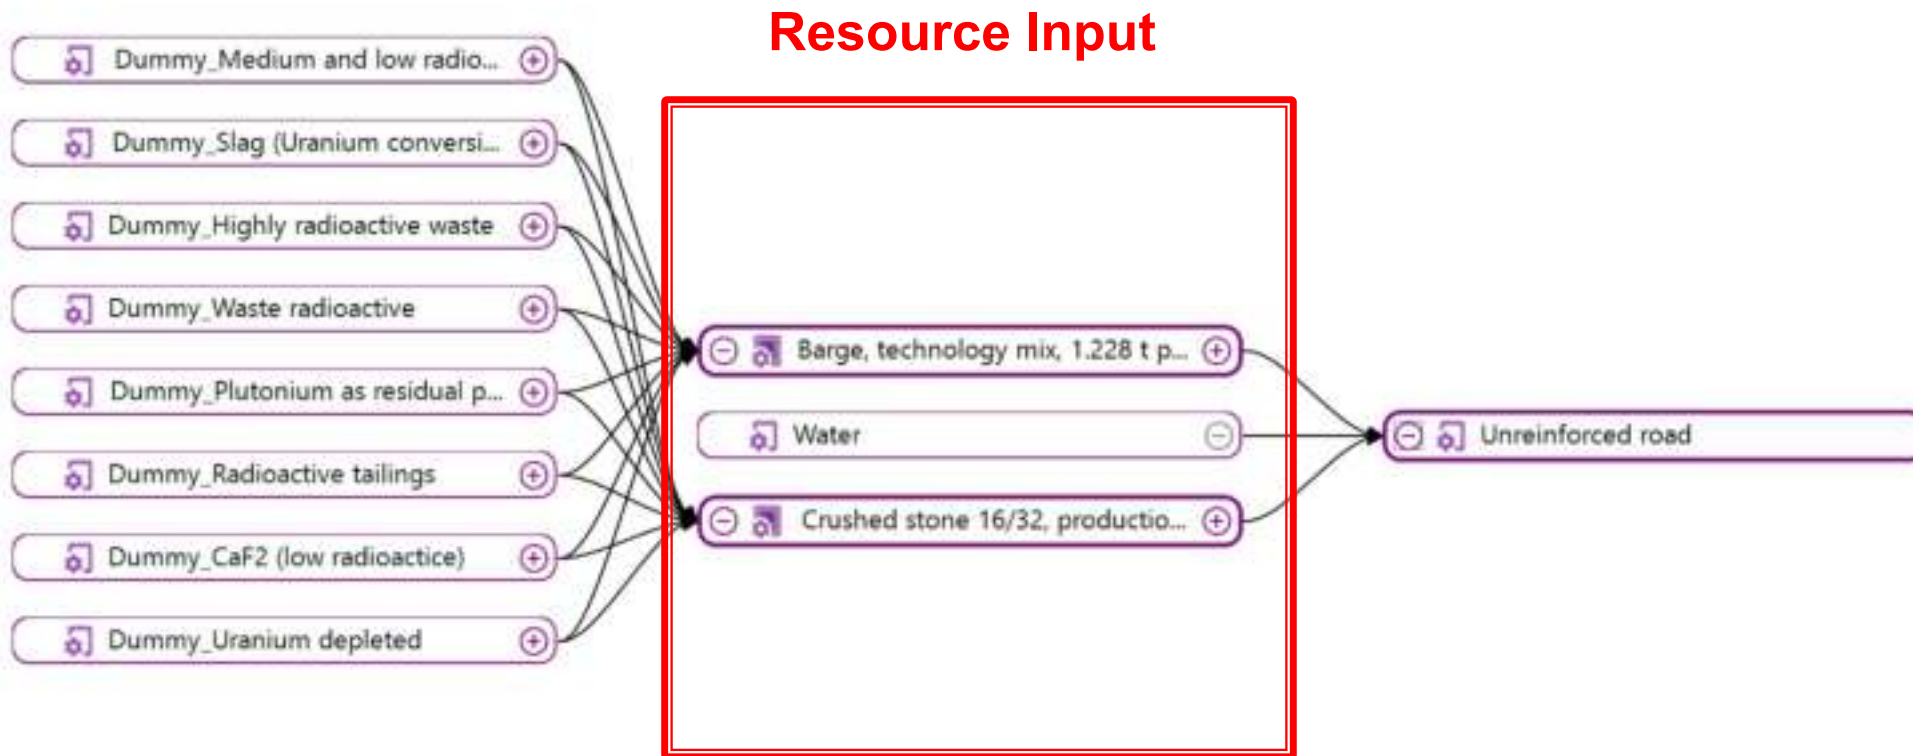 Resource Input
Dummy_Medium and low radio...
Dummy_Slag (Uranium conversi...
Dummy_Highly radioactive waste
Dummy_Waste radioactive
Dummy_Plutonium as residual p...
Dummy_Radioactive tailings
Dummy_CaF2 (low radioactice)
Dummy_Uranium depleted
Barge, technology mix, 1.228 t p...
Water
Crushed stone 16/32, productio...
Unreinforced road